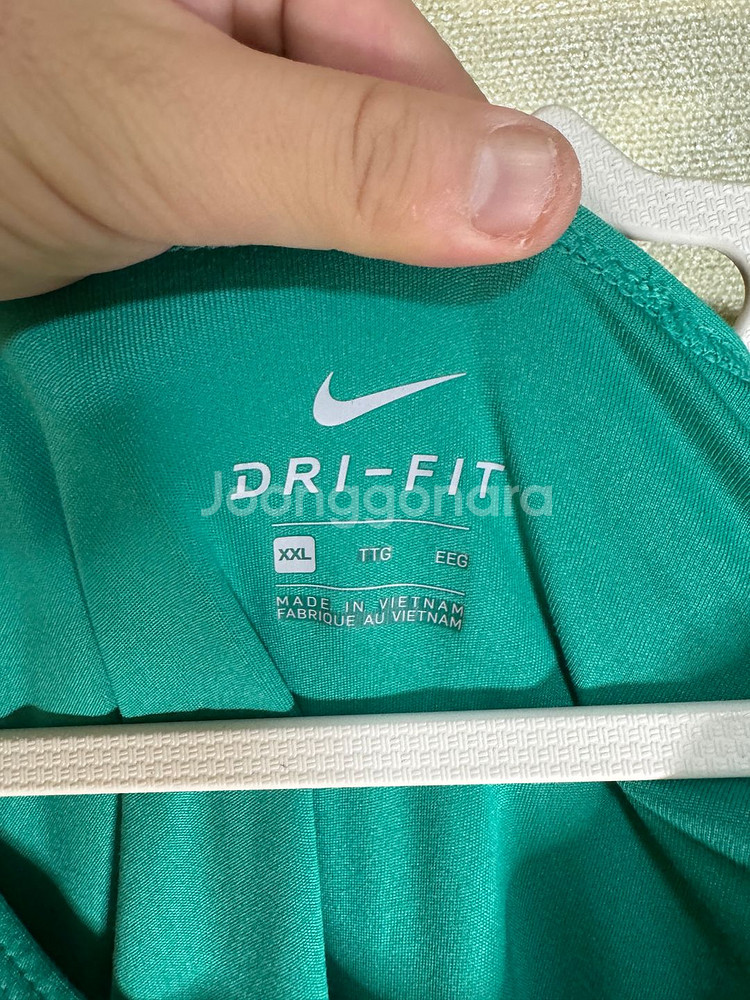 DRI-FIT
Joonggonara
XXL TTG EEG
MADE IN VIETNAM
FABRIQUE AU VIETNAM